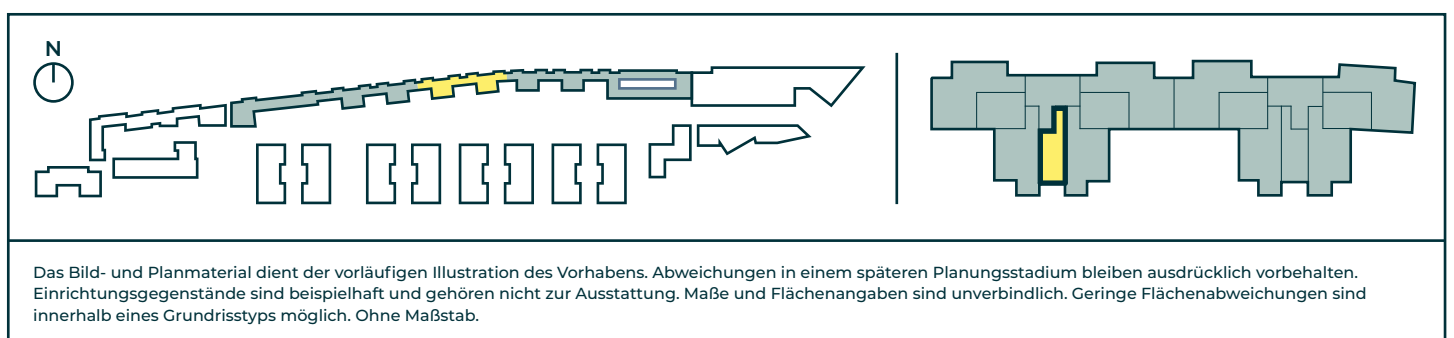 N
Das Bild- und Planmaterial dient der vorläufigen Illustration des Vorhabens. Abweichungen in einem späteren Planungsstadium bleiben ausdrücklich vorbehalten.
Einrichtungsgegenstände sind beispielhaft und gehören nicht zur Ausstattung. Maße und Flächenangaben sind unverbindlich. Geringe Flächenabweichungen sind
innerhalb eines Grundrisstyps möglich. Ohne Maßstab.